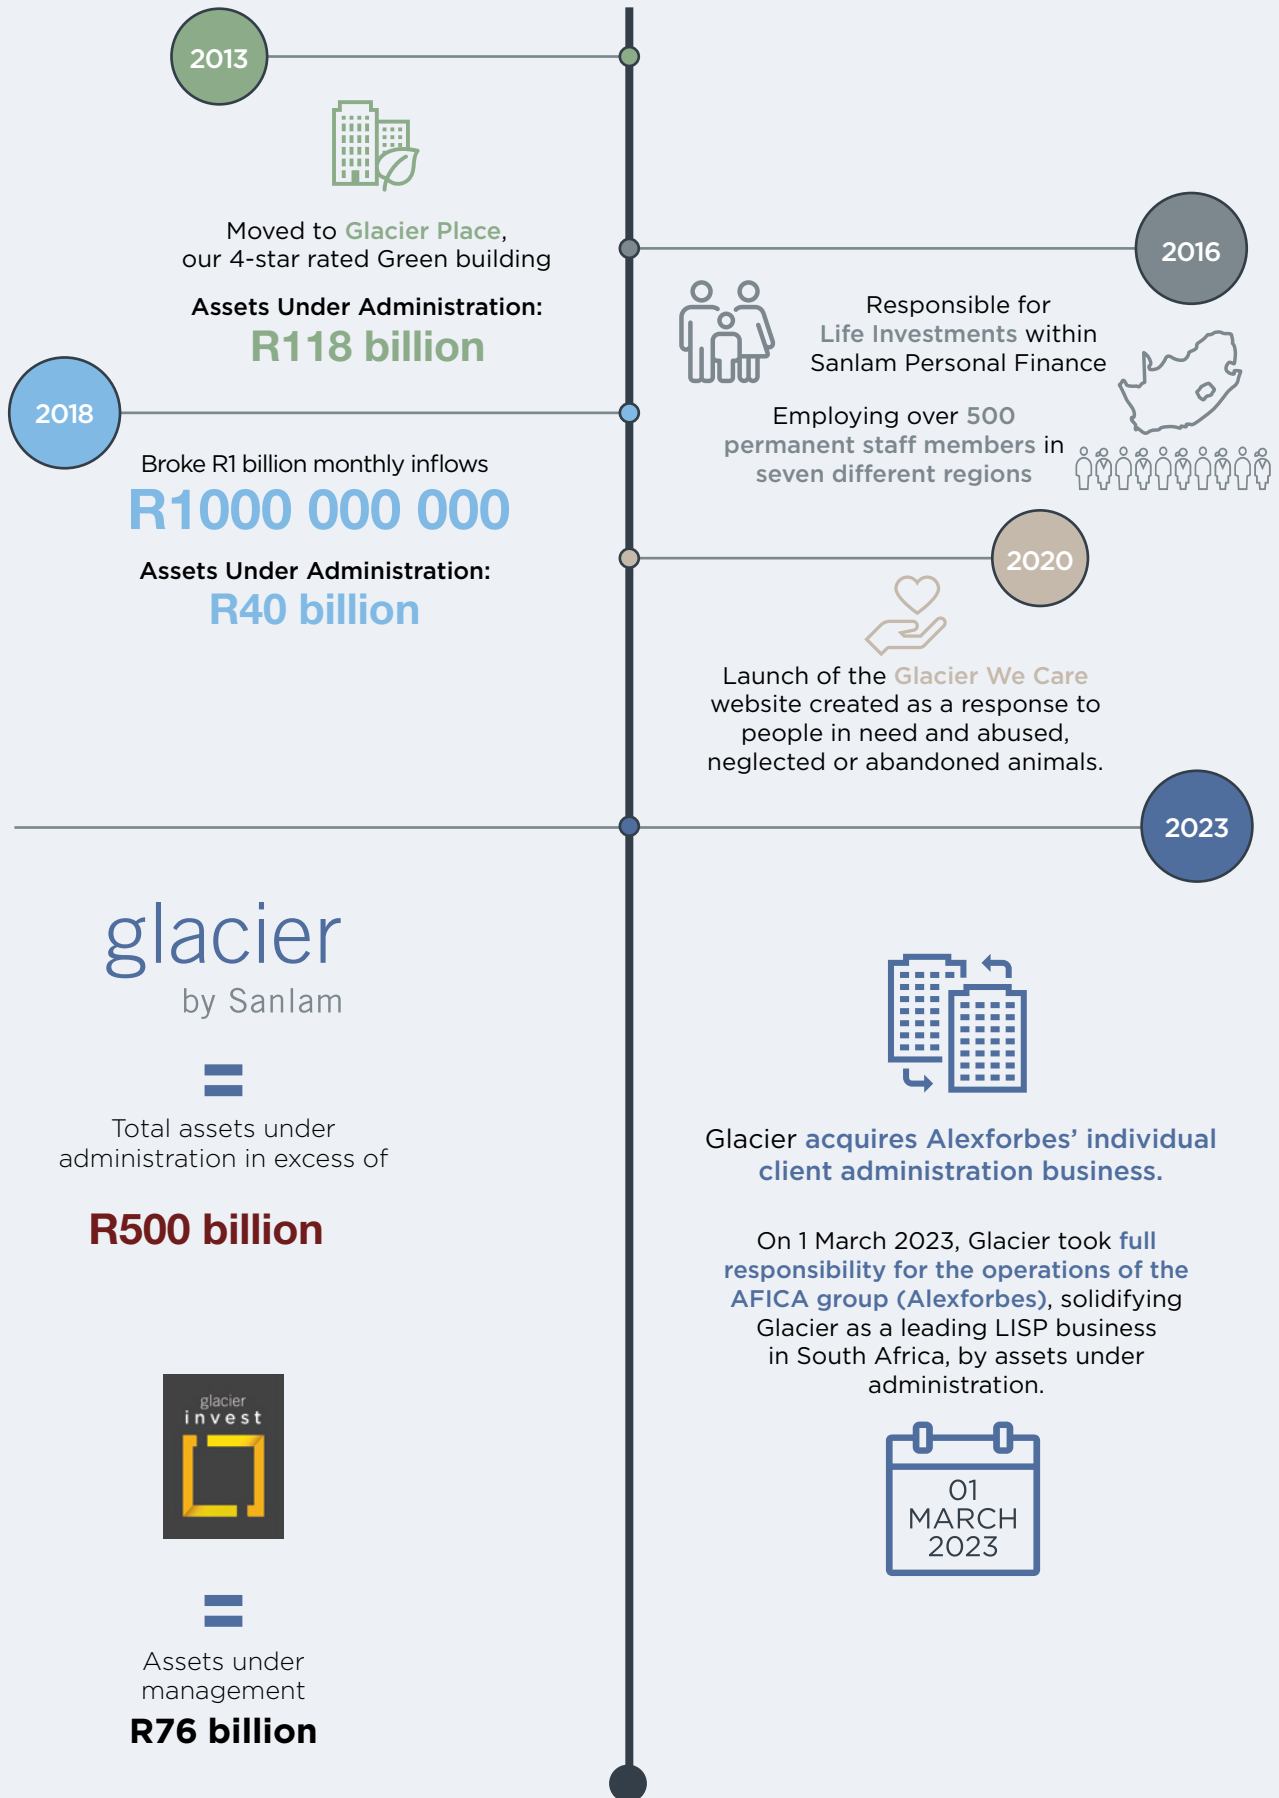 2013
Moved to Glacier Place,
our 4-star rated Green building
Assets Under Administration:
R118 billion
2016
Responsible for
Life Investments within
Sanlam Personal Finance
Employing over 500
permanent staff members in
seven different regions
2018
Broke R1 billion monthly inflows
R1000 000 000
Assets Under Administration:
R40 billion
2020
Launch of the Glacier We Care
website created as a response to
people in need and abused,
neglected or abandoned animals.
2023
glacier
by Sanlam
=
Total assets under
administration in excess of
R500 billion
glacier
invest
=
Assets under
management
R76 billion
Glacier acquires Alexforbes’ individual
client administration business.
On 1 March 2023, Glacier took full
responsibility for the operations of the
AFICA group (Alexforbes), solidifying
Glacier as a leading LISP business
in South Africa, by assets under
administration.
01
MARCH
2023